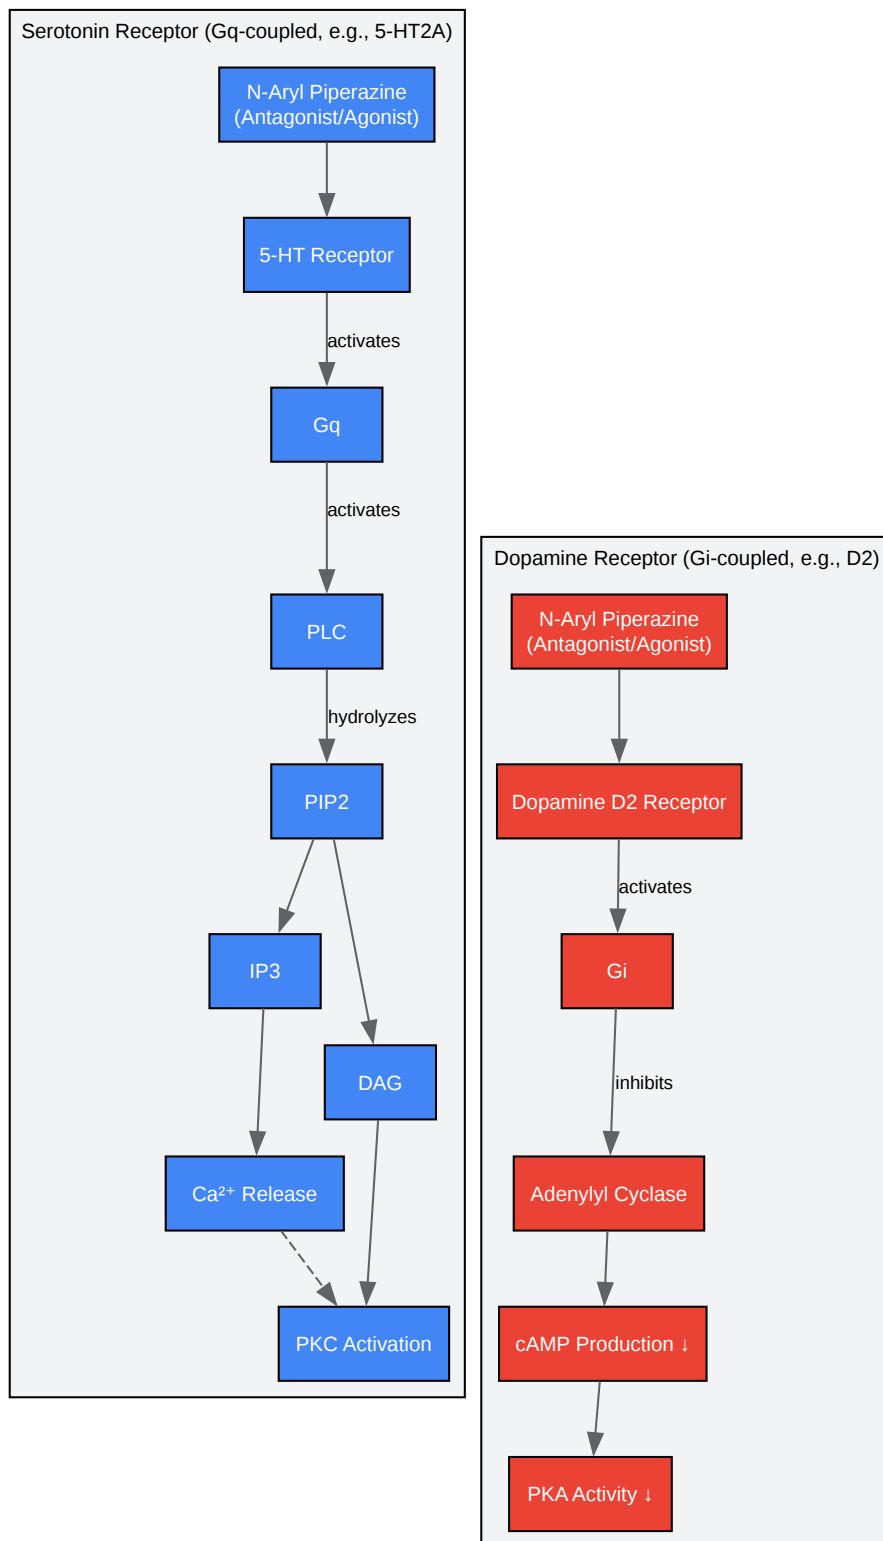 Serotonin Receptor (Gq-coupled, e.g., 5-HT2A)
N-Aryl Piperazine
(Antagonist/Agonist)
5-HT Receptor
activates
Gq
activates
PLC
hydrolyzes
PIP2
IP3
DAG
Ca²⁺ Release
PKC Activation
Dopamine Receptor (Gi-coupled, e.g., D2)
N-Aryl Piperazine
(Antagonist/Agonist)
Dopamine D2 Receptor
activates
Gi
inhibits
Adenylyl Cyclase
cAMP Production ↓
PKA Activity ↓